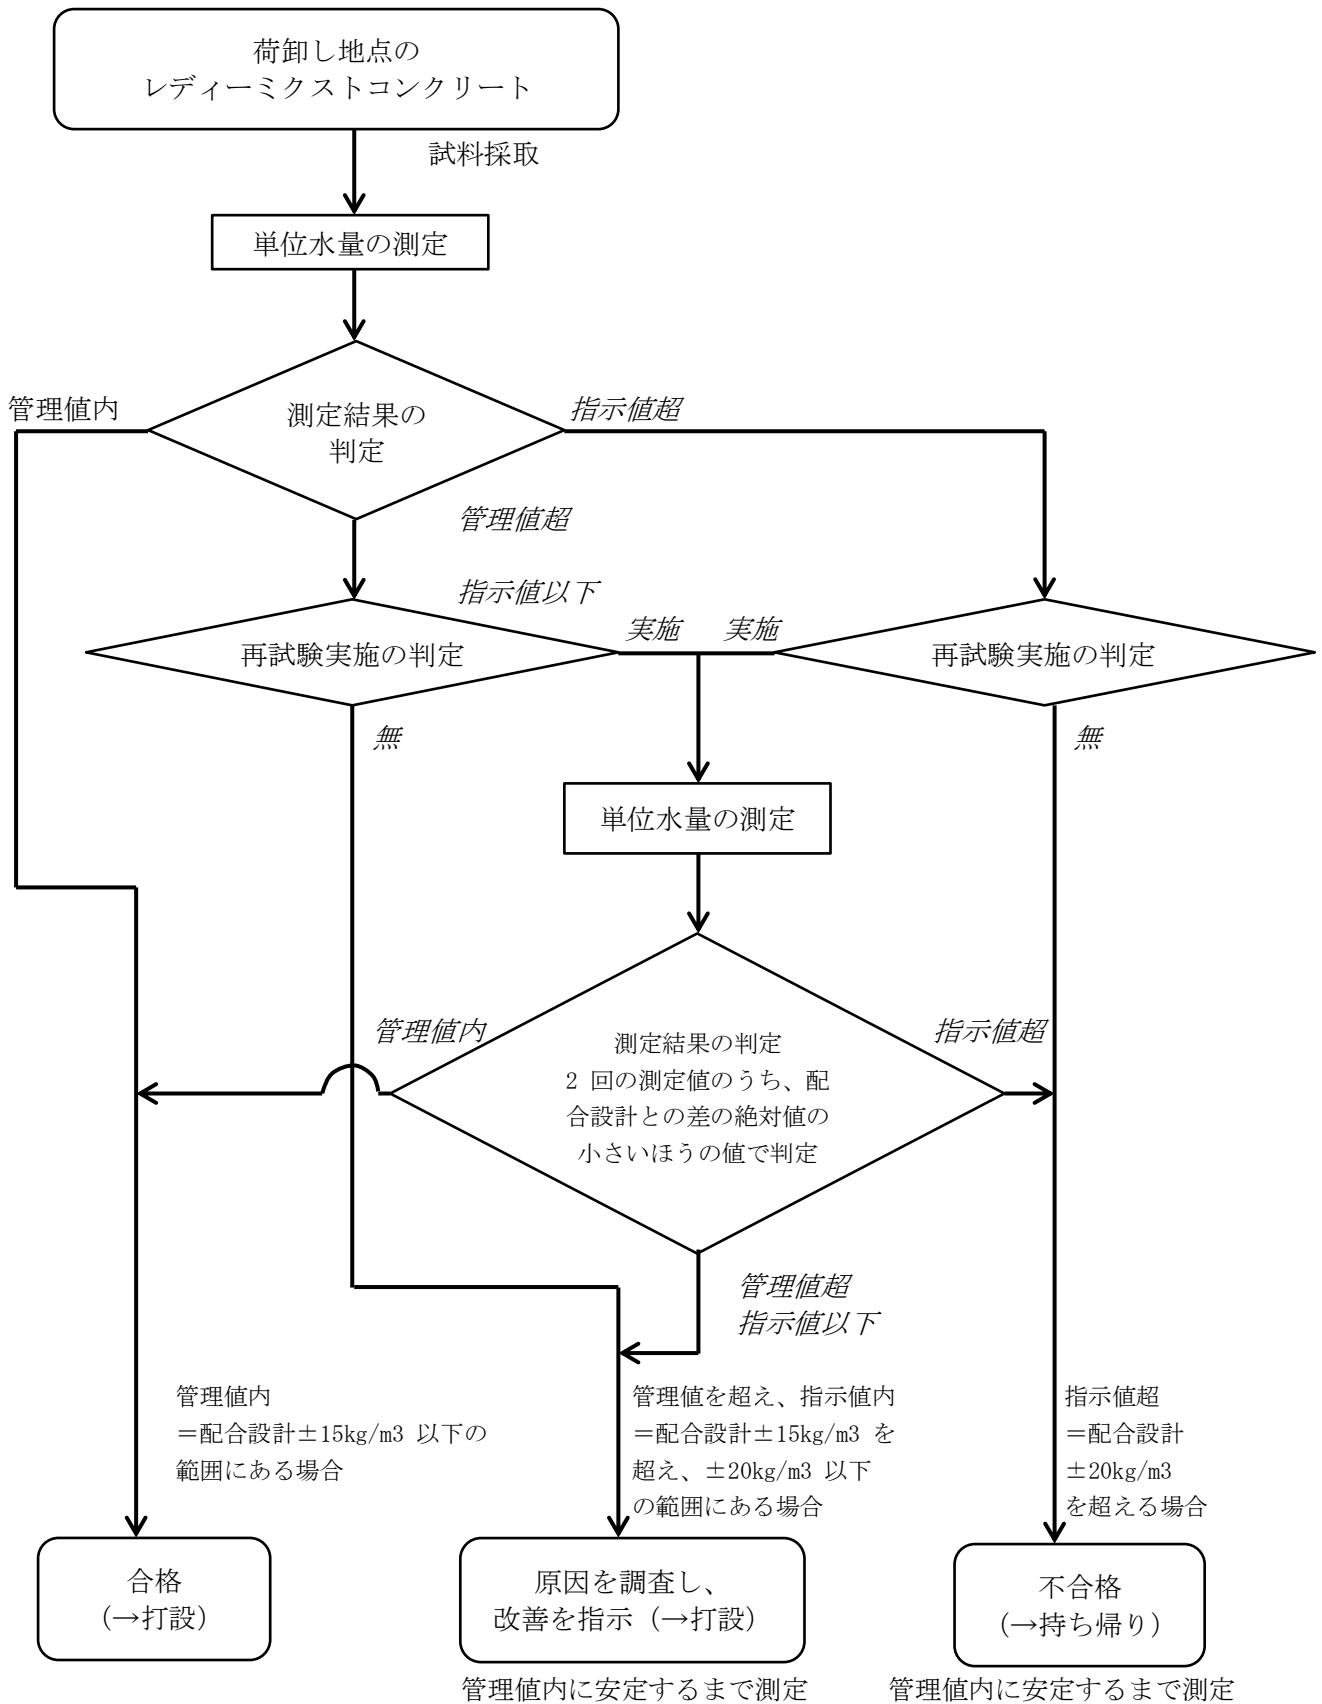 荷卸し地点の
レディーミクストコンクリート
試料採取
単位水量の測定
測定結果の
判定
管理値内
指示値超
管理値超
指示値以下
再試験実施の判定
実施
実施
再試験実施の判定
無
無
単位水量の測定
管理値内
指示値超
測定結果の判定
2 回の測定値のうち、配
合設計との差の絶対値の
小さいほうの値で判定
管理値超
指示値以下
管理値内
＝配合設計±15kg/m3 以下の
範囲にある場合
管理値を超え、指示値内
＝配合設計±15kg/m3 を
超え、±20kg/m3 以下
の範囲にある場合
指示値超
＝配合設計
±20kg/m3
を超える場合
合格
（→打設）
原因を調査し、
改善を指示（→打設）
不合格
（→持ち帰り）
管理値内に安定するまで測定
管理値内に安定するまで測定